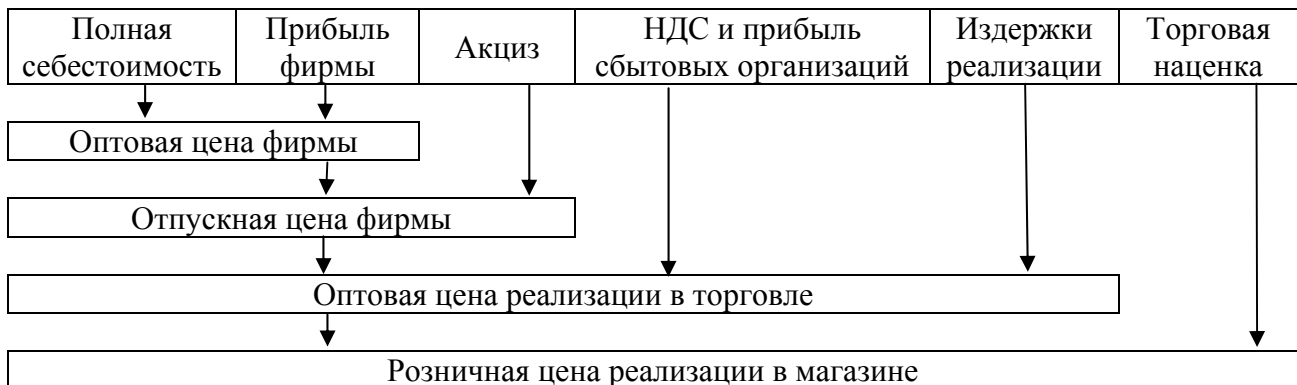 Полная
себестоимость
Прибыль
фирмы
Акциз
НДС и прибыль
сбытовых организаций
Издержки
реализации
Торговая
наценка
Оптовая цена фирмы
Отпускная цена фирмы
Оптовая цена реализации в торговле
Розничная цена реализации в магазине